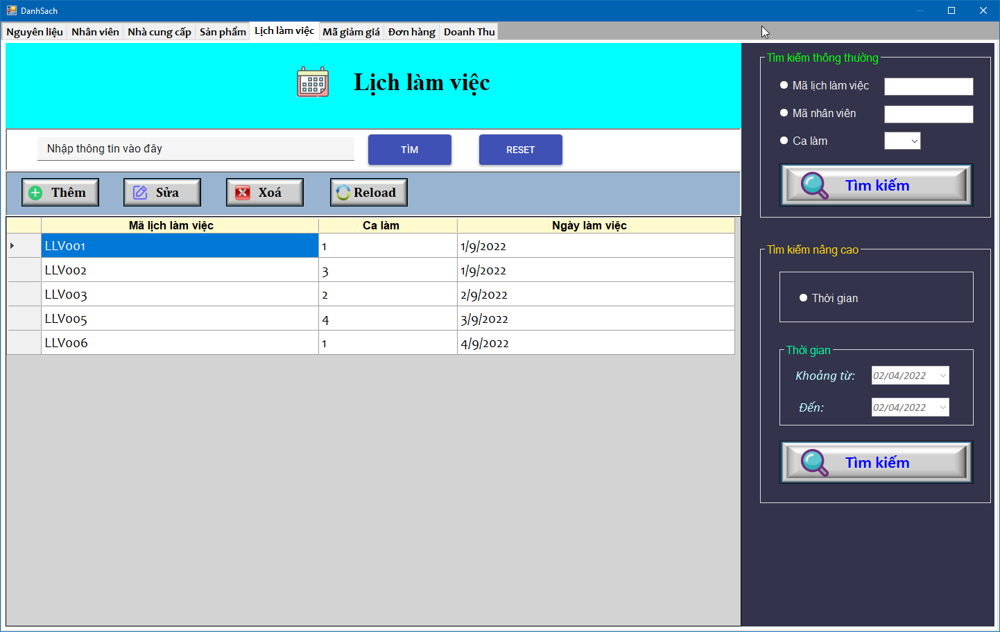 DanhSach
Nguyên liệu Nhân viên Nhà cung cấp Sản phẩm Lịch làm việc Mã giảm giá Đơn hàng Doanh Thu
Lịch làm việc
Nhập thông tin vào đây TÌM RESET
Thêm Sửa Xoá Reload
Mã lịch làm việc Ca làm Ngày làm việc
LLV001 1 1/9/2022
LLV002 3 1/9/2022
LLV003 2 2/9/2022
LLV005 4 3/9/2022
LLV006 1 4/9/2022
Tìm kiếm thông thường
Mã lịch làm việc
Mã nhân viên
Ca làm
Tìm kiếm
Tìm kiếm nâng cao
Thời gian
Thời gian
Khoảng từ: 02/04/2022
Đến: 02/04/2022
Tìm kiếm